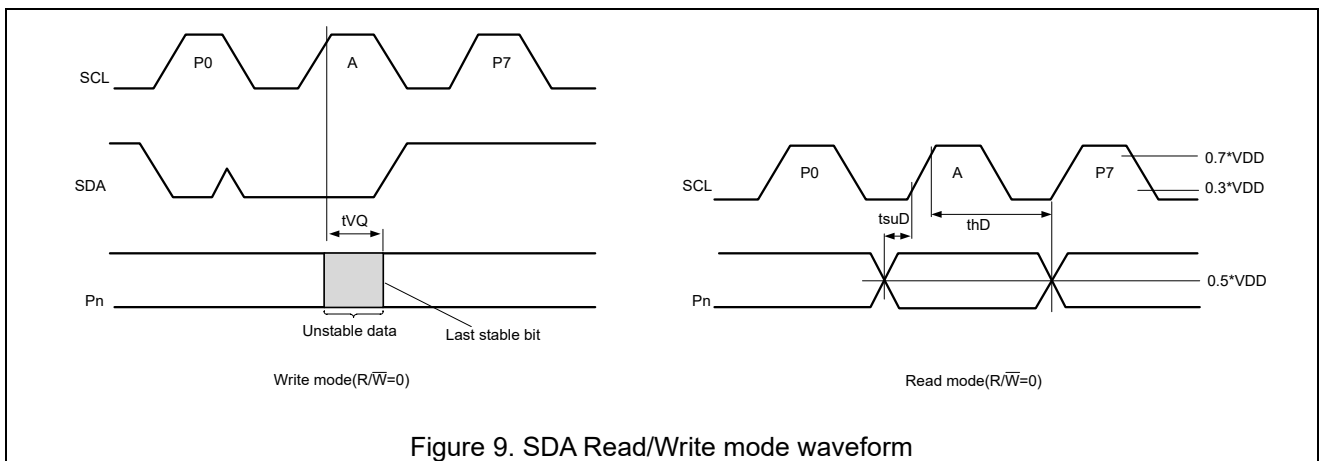 SCL
P0
A
P7
SDA
tVQ
Pn
Unstable data
Last stable bit
Write mode(R/W̅=0)
SCL
P0
A
P7
0.7*VDD
0.3*VDD
tsuD
thD
Pn
0.5*VDD
Read mode(R/W̅=0)
Figure 9. SDA Read/Write mode waveform